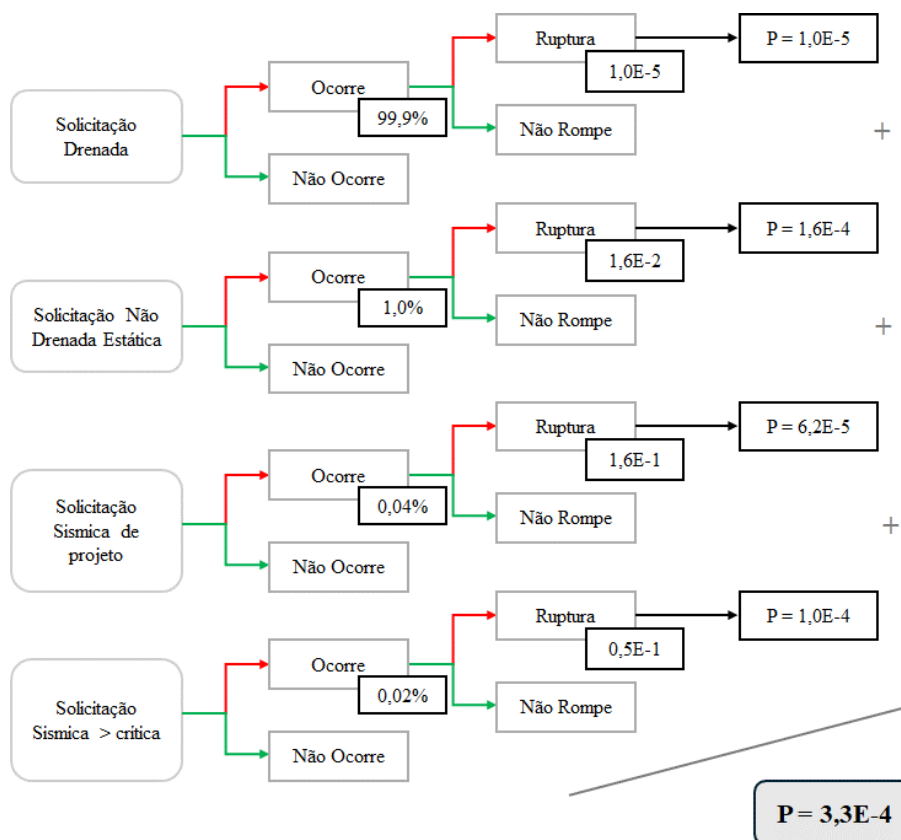 Solicitação
Drenada
Ocorre
99,9%
Não Ocorre
Ruptura
1,0E-5
Não Rompe
P = 1,0E-5
+
Solicitação Não
Drenada Estática
Ocorre
1,0%
Não Ocorre
Ruptura
1,6E-2
Não Rompe
P = 1,6E-4
+
Solicitação
Sismica de
projeto
Ocorre
0,04%
Não Ocorre
Ruptura
1,6E-1
Não Rompe
P = 6,2E-5
+
Solicitação
Sismica > critica
Ocorre
0,02%
Não Ocorre
Ruptura
0,5E-1
Não Rompe
P = 1,0E-4
P = 3,3E-4